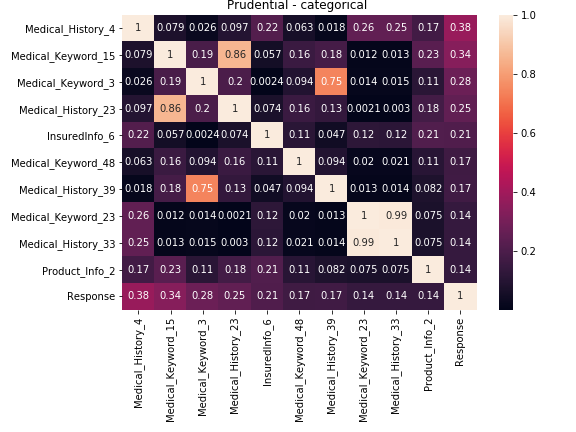 Prudential - categorical
Medical_History_4 1 0.079 0.026 0.097 0.22 0.063 0.018 0.26 0.25 0.17 0.38
Medical_Keyword_15 0.079 1 0.19 0.86 0.057 0.16 0.18 0.012 0.013 0.23 0.34
Medical_Keyword_3 0.026 0.19 1 0.2 0.0024 0.094 0.75 0.014 0.015 0.11 0.28
Medical_History_23 0.097 0.86 0.2 1 0.074 0.16 0.13 0.0021 0.003 0.18 0.25
InsuredInfo_6 0.22 0.057 0.0024 0.074 1 0.11 0.047 0.12 0.12 0.21 0.21
Medical_Keyword_48 0.063 0.16 0.094 0.16 0.11 1 0.094 0.02 0.021 0.11 0.17
Medical_History_39 0.018 0.18 0.75 0.13 0.047 0.094 1 0.013 0.014 0.082 0.17
Medical_Keyword_23 0.26 0.012 0.014 0.0021 0.12 0.02 0.013 1 0.99 0.075 0.14
Medical_History_33 0.25 0.013 0.015 0.003 0.12 0.021 0.014 0.99 1 0.075 0.14
Product_Info_2 0.17 0.23 0.11 0.18 0.21 0.11 0.082 0.075 0.075 1 0.14
Response 0.38 0.34 0.28 0.25 0.21 0.17 0.17 0.14 0.14 0.14 1
Medical_History_4
Medical_Keyword_15
Medical_Keyword_3
Medical_History_23
InsuredInfo_6
Medical_Keyword_48
Medical_History_39
Medical_Keyword_23
Medical_History_33
Product_Info_2
Response
1.0
0.8
0.6
0.4
0.2